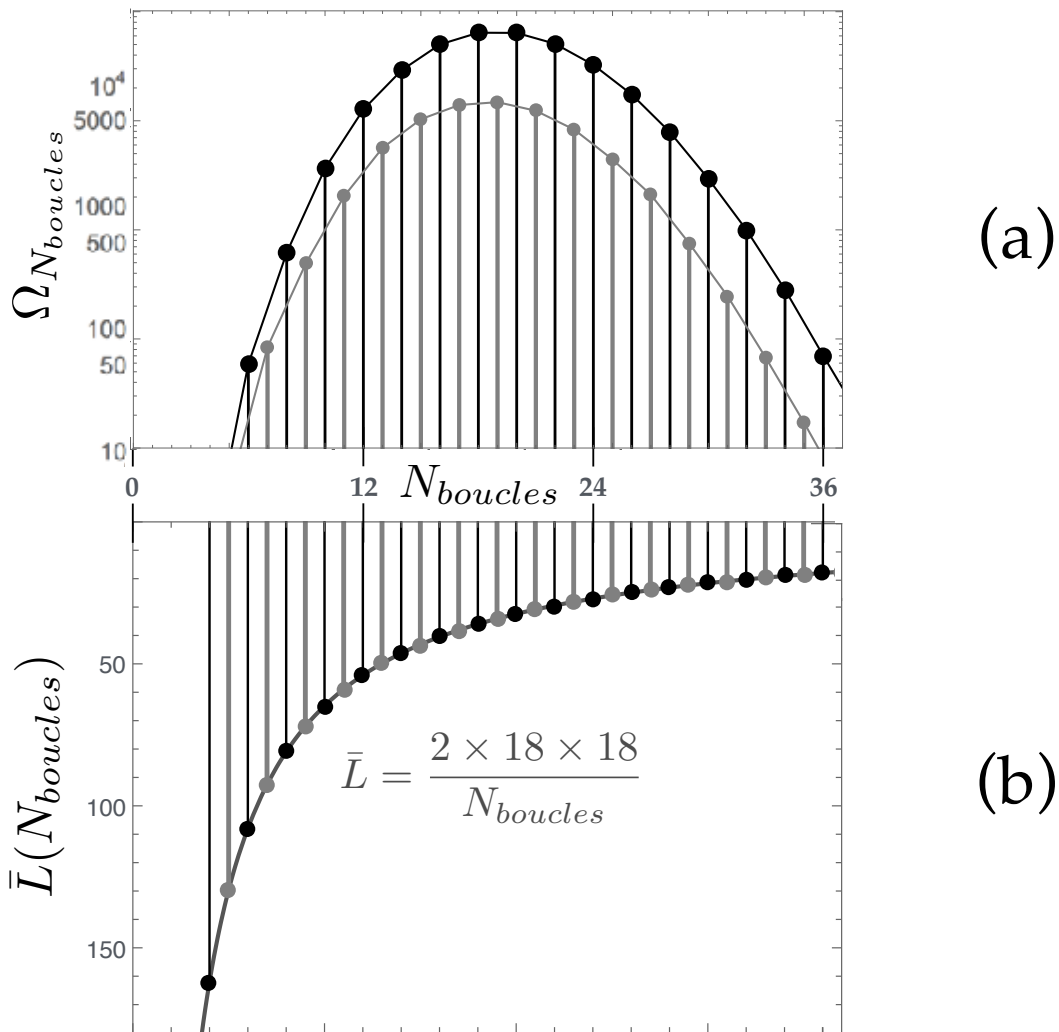 10⁴
5000
1000
500
100
50
10
Ω_{N_{boucles}}
(a)
0 12 N_{boucles} 24 36
50
100
150
L̄(N_{boucles})
L̄ = \frac{2 × 18 × 18}{N_{boucles}}
(b)